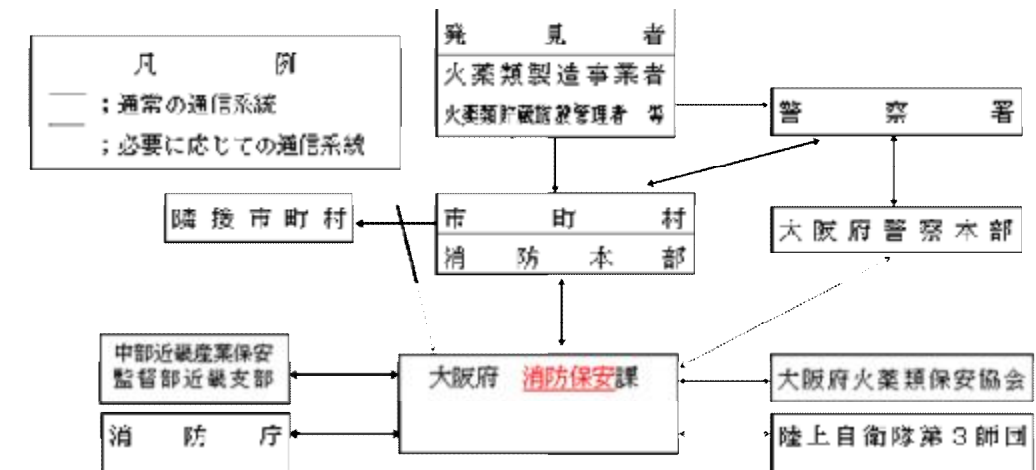 凡 例
；通常の通信系統
；必要に応じての通信系統
発 見 者
火薬類製造事業者
火薬類貯蔵施設管理者 等
警 察 署
隣接市町村
市 町 村
消 防 本 部
大阪府警察本部
中部近畿産業保安
監督部近畿支部
大阪府 消防保安課
大阪府火薬類保安協会
消 防 庁
陸上自衛隊第３師団